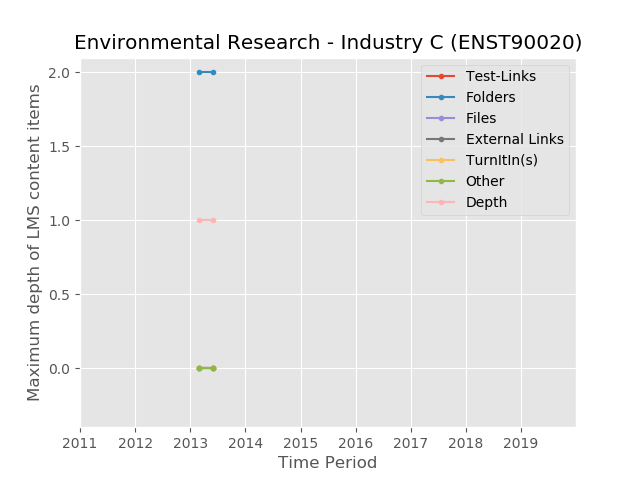 Environmental Research - Industry C (ENST90020)
Maximum depth of LMS content items
2.0
1.5
1.0
0.5
0.0
Test-Links
Folders
Files
External Links
TurnItIn(s)
Other
Depth
2011 2012 2013 2014 2015 2016 2017 2018 2019
Time Period